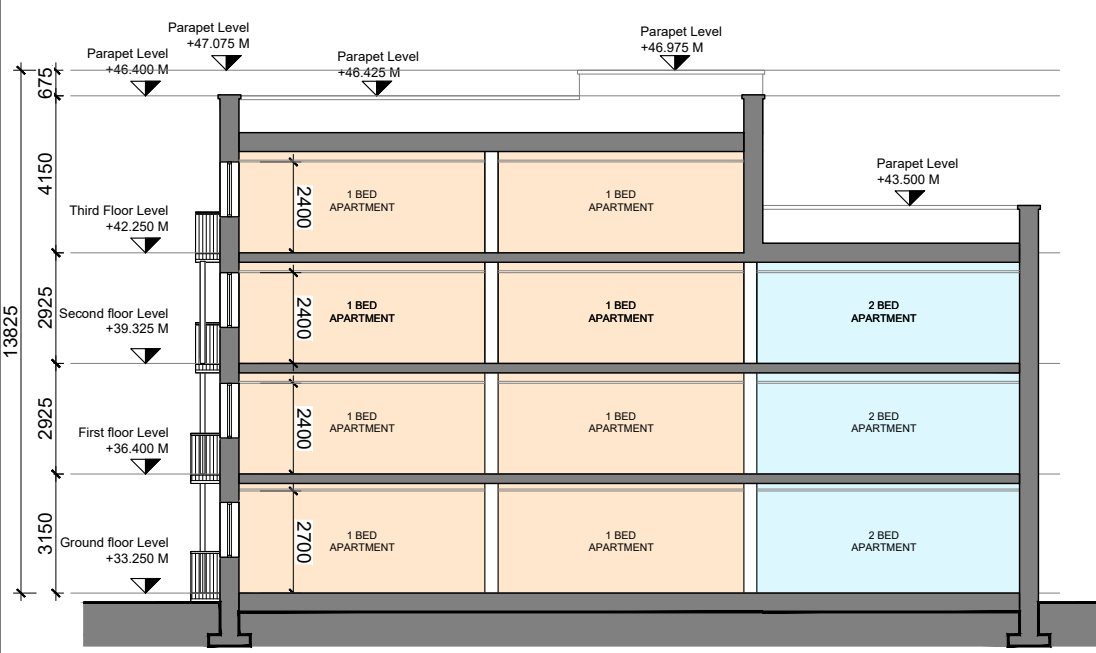 Parapet Level
+47.075 M
Parapet Level
+46.975 M
Parapet Level
+46.400 M
Parapet Level
+46.425 M
675
4150
Parapet Level
+43.500 M
1 BED
APARTMENT
2400
1 BED
APARTMENT
Third Floor Level
+42.250 M
2925
13825
Second floor Level
+39.325 M
1 BED
APARTMENT
2400
1 BED
APARTMENT
2 BED
APARTMENT
2925
First floor Level
+36.400 M
1 BED
APARTMENT
2400
1 BED
APARTMENT
2 BED
APARTMENT
3150
Ground floor Level
+33.250 M
1 BED
APARTMENT
2700
1 BED
APARTMENT
2 BED
APARTMENT